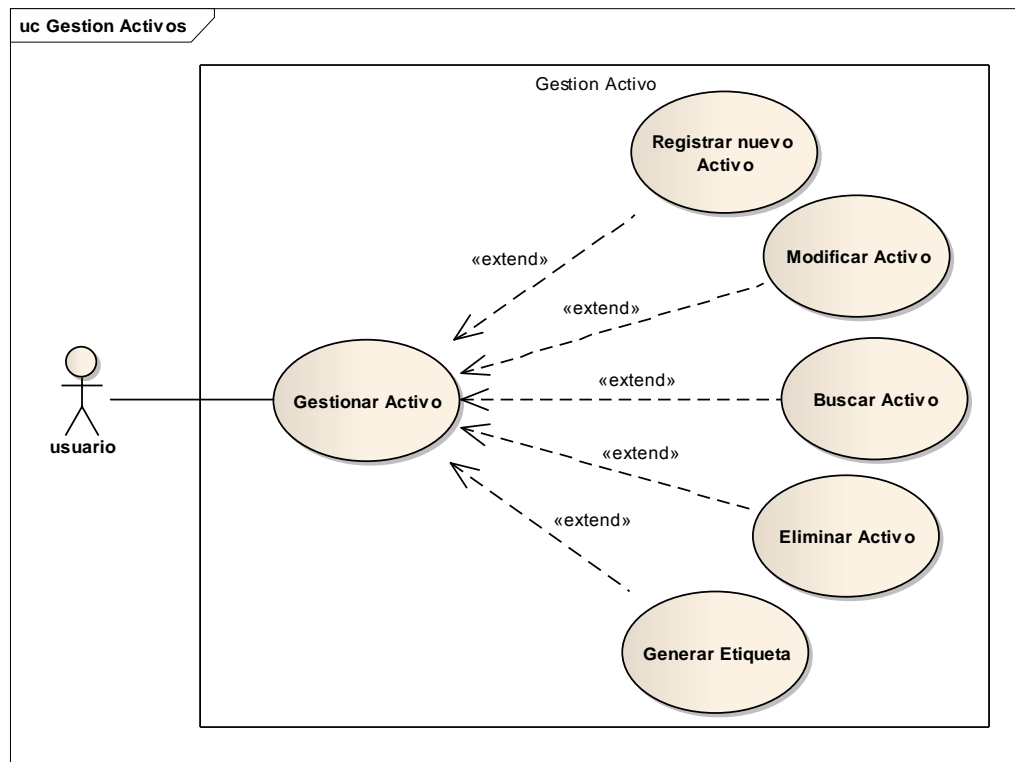 uc Gestion Activos
Gestion Activo
Registrar nuevo
Activo
«extend»
Modificar Activo
«extend»
«extend»
Buscar Activo
Gestionar Activo
usuario
«extend»
Eliminar Activo
«extend»
Generar Etiqueta